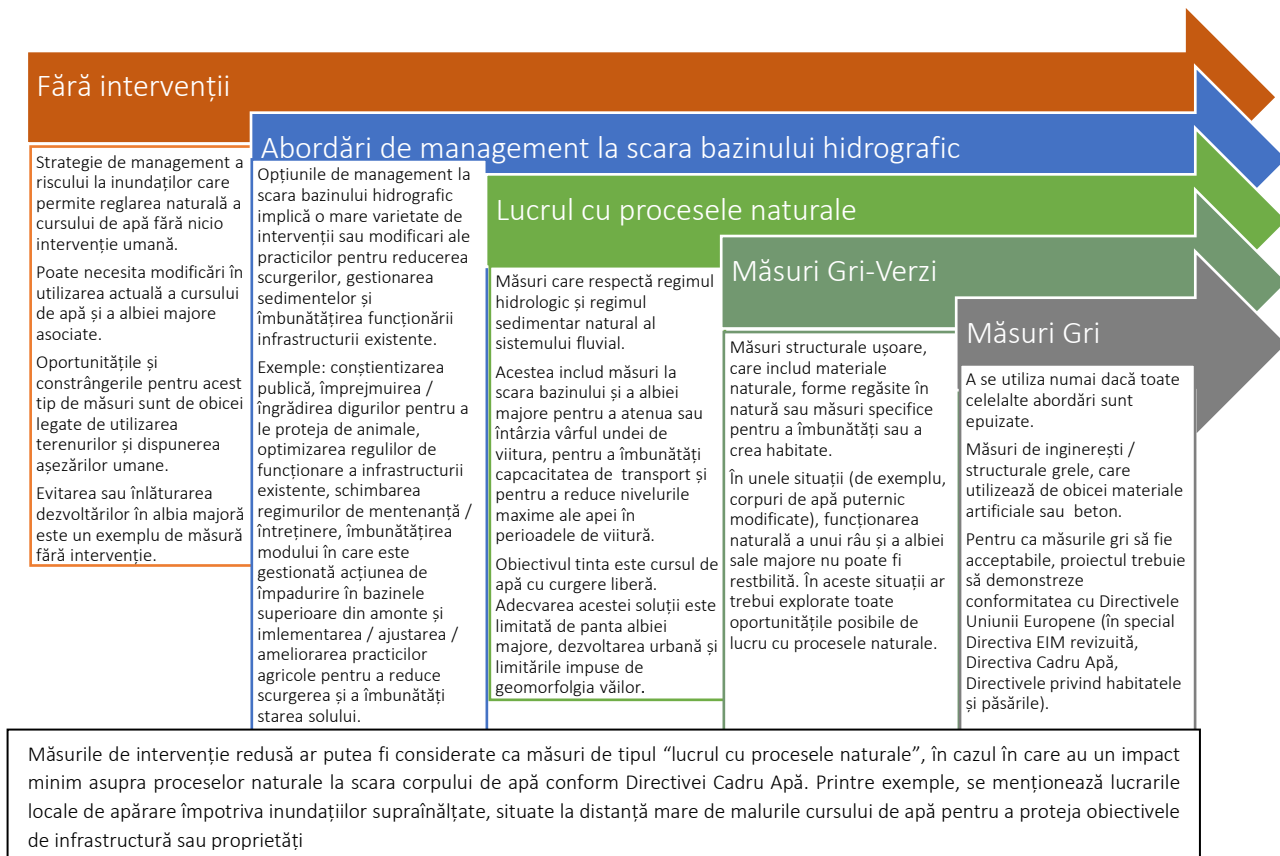 Fără intervenții
Strategie de management a
riscului la inundaților care
permite reglarea naturală a
cursului de apă fără nicio
intervenție umană.
Poate necesita modificări în
utilizarea actuală a cursului
de apă și a albiei majore
asociate.
Oportunitățile și
constrângerile pentru acest
tip de măsuri sunt de obicei
legate de utilizarea
terenurilor și dispunerea
așezărilor umane.
Evitarea sau înlăturarea
dezvoltărilor în albia majoră
este un exemplu de măsură
fără intervenție.
Abordări de management la scara bazinului hidrografic
Opțiunile de management la
scara bazinului hidrografic
implică o mare varietate de
intervenții sau modificari ale
practicilor pentru reducerea
scurgerilor, gestionarea
sedimentelor și
îmbunătățirea funcționării
infrastructurii existente.
Exemple: conștientizarea
publică, împrejmuirea /
îngrădirea digurilor pentru a
le proteja de animale,
optimizarea regulilor de
funcționare a infrastructurii
existente, schimbarea
regimurilor de mentenanță /
întreținere, îmbunătățirea
modului în care este
gestionată acțiunea de
împadurire în bazinele
superioare din amonte și
imlementarea / ajustarea /
ameliorarea practicilor
agricole pentru a reduce
scurgerea și a îmbunătăți
starea solului.
Lucrul cu procesele naturale
Măsuri care respectă regimul
hidrologic și regimul
sedimentar natural al
sistemului fluvial.
Acestea includ măsuri la
scara bazinului și a albiei
majore pentru a atenua sau
întârzia vârful undei de
viitura, pentru a îmbunătăți
capcacitatea de transport și
pentru a reduce nivelurile
maxime ale apei în
perioadele de viitură.
Obiectivul tinta este cursul de
apă cu curgere liberă.
Adecvarea acestei soluții este
limitată de panta albiei
majore, dezvoltarea urbană și
limitările impuse de
geomorfolgia văilor.
Măsuri Gri-Verzi
Măsuri structurale ușoare,
care includ materiale
naturale, forme regăsite în
natură sau măsuri specifice
pentru a îmbunătăți sau a
crea habitate.
În unele situații (de exemplu,
corpuri de apă puternic
modificate), funcționarea
naturală a unui râu și a albiei
sale majore nu poate fi
restbilită. În aceste situații ar
trebui explorate toate
oportunitățile posibile de
lucru cu procesele naturale.
Măsuri Gri
A se utiliza numai dacă toate
celelalte abordări sunt
epuizate.
Măsuri de inginerești /
structurale grele, care
utilizează de obicei materiale
artificiale sau beton.
Pentru ca măsurile gri să fie
acceptabile, proiectul trebuie
să demonstreze
conformitatea cu Directivele
Uniunii Europene (în special
Directiva EIM revizuită,
Directiva Cadru Apă,
Directivele privind habitatele
și păsările).
Măsurile de intervenție redusă ar putea fi considerate ca măsuri de tipul “lucrul cu procesele naturale”, în cazul în care au un impact
minim asupra proceselor naturale la scara corpului de apă conform Directivei Cadru Apă. Printre exemple, se menționează lucrarile
locale de apărare împotriva inundațiilor supraînălțate, situate la distanță mare de malurile cursului de apă pentru a proteja obiectivele
de infrastructură sau proprietăți